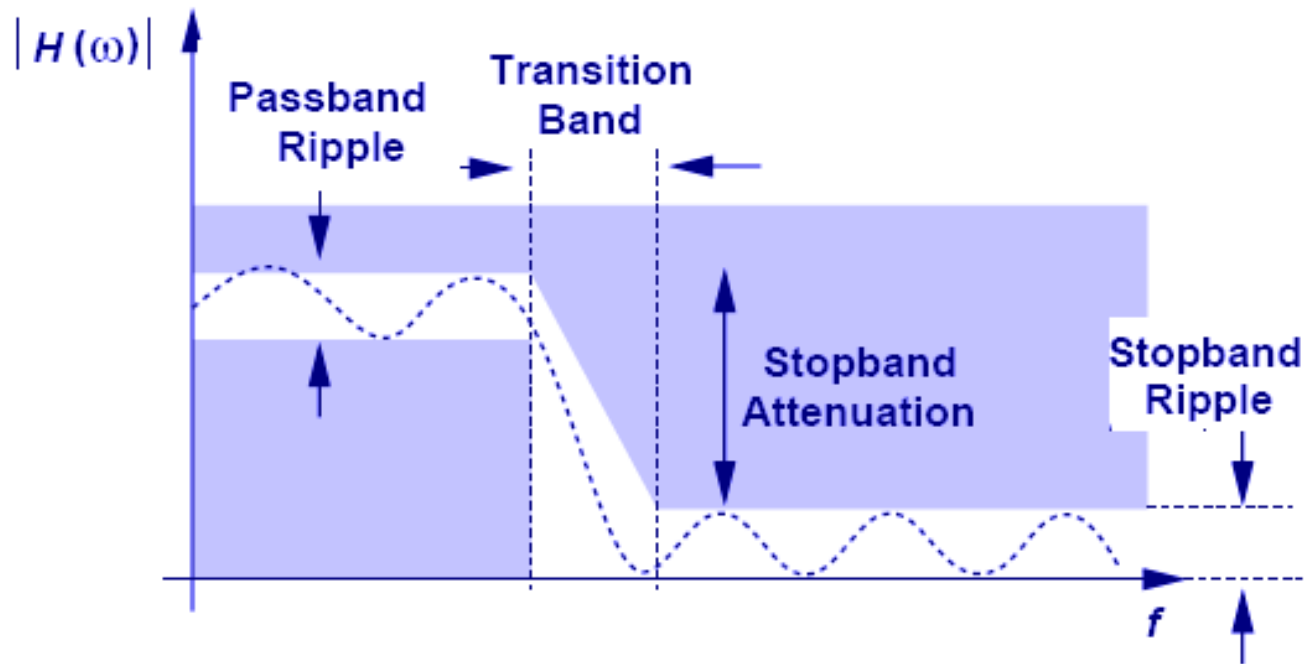 |H(ω)|
Passband
Ripple
Transition
Band
Stopband
Attenuation
Stopband
Ripple
f